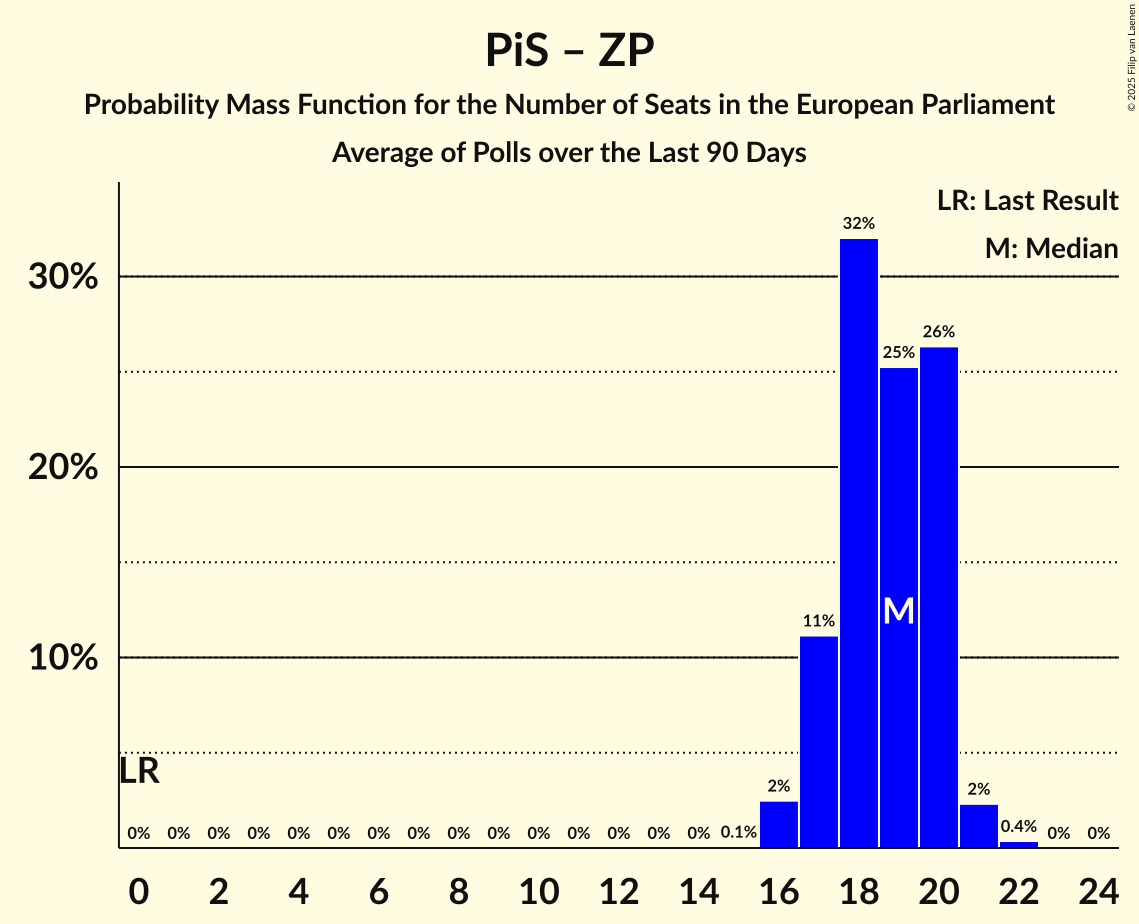 PiS – ZP
Probability Mass Function for the Number of Seats in the European Parliament
Average of Polls over the Last 90 Days
© 2025 Filip van Laenen
LR: Last Result
M: Median
30%
20%
10%
32%
25%
26%
11%
M
LR
0% 0% 0% 0% 0% 0% 0% 0% 0% 0% 0% 0% 0% 0% 0% 0.1% 2% 2% 0.4% 0% 0%
0 2 4 6 8 10 12 14 16 18 20 22 24